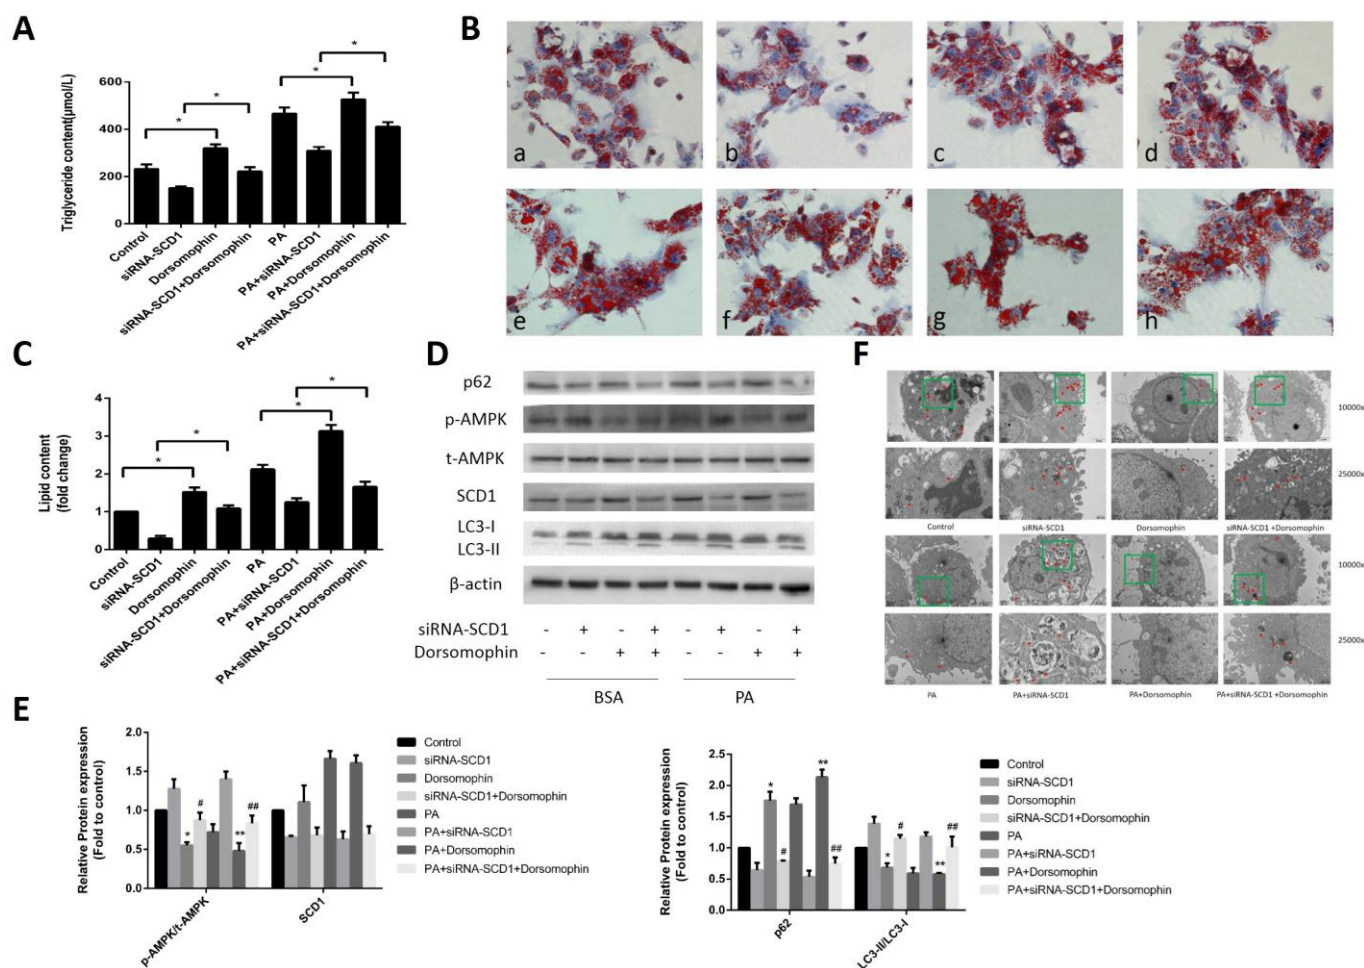 A
Triglyceride content(μmol/L)
600
400
200
0
Control
siRNA-SCD1
Dorsomophin
siRNA-SCD1+Dorsomophin
PA
PA+siRNA-SCD1
PA+Dorsomophin
PA+siRNA-SCD1+Dorsomophin
*
*
*
*
B
a
b
c
d
e
f
g
h
C
Lipid content
(fold change)
4
3
2
1
0
Control
siRNA-SCD1
Dorsomophin
siRNA-SCD1+Dorsomophin
PA
PA+siRNA-SCD1
PA+Dorsomophin
PA+siRNA-SCD1+Dorsomophin
*
*
*
*
D
p62
p-AMPK
t-AMPK
SCD1
LC3-I
LC3-II
β-actin
siRNA-SCD1 - + - + - + - +
Dorsomophin - - + + - - + +
BSA PA
F
10000x
25000x
Control siRNA-SCD1 Dorsomophin siRNA-SCD1 +Dorsomophin
10000x
25000x
PA PA+siRNA-SCD1 PA+Dorsomophin PA+siRNA-SCD1 +Dorsomophin
E
Relative Protein expression
(Fold to control)
2.0
1.5
1.0
0.5
0.0
* # ** ##
p-AMPK/t-AMPK
SCD1
Control
siRNA-SCD1
Dorsomophin
siRNA-SCD1+Dorsomophin
PA
PA+siRNA-SCD1
PA+Dorsomophin
PA+siRNA-SCD1+Dorsomophin
Relative Protein expression
(Fold to control)
2.5
2.0
1.5
1.0
0.5
0.0
* # ** ##
* # ** ##
p62
LC3-II/LC3-I
Control
siRNA-SCD1
Dorsomophin
siRNA-SCD1+Dorsomophin
PA
PA+siRNA-SCD1
PA+Dorsomophin
PA+siRNA-SCD1+Dorsomophin